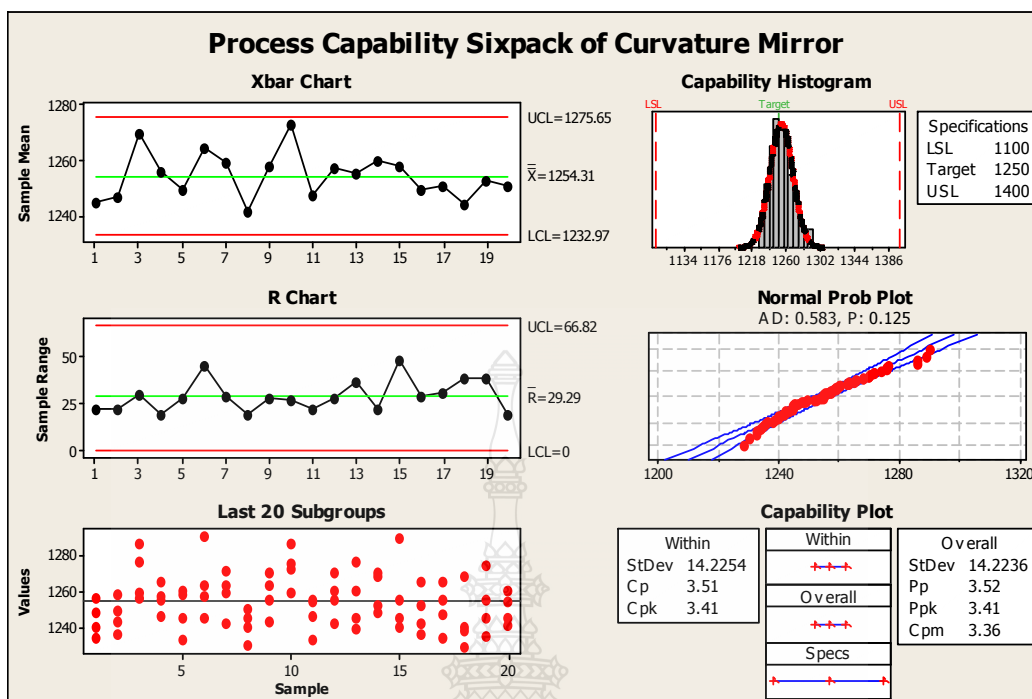 Process Capability Sixpack of Curvature Mirror
Xbar Chart
Sample Mean
1280
1260
1240
1 3 5 7 9 11 13 15 17 19
UCL=1275.65
X=1254.31
LCL=1232.97
Capability Histogram
LSL Target USL
1134 1176 1218 1260 1302 1344 1386
Specifications
LSL 1100
Target 1250
USL 1400
R Chart
Sample Range
50
25
0
1 3 5 7 9 11 13 15 17 19
UCL=66.82
R=29.29
LCL=0
Normal Prob Plot
AD: 0.583, P: 0.125
1200 1240 1280 1320
Last 20 Subgroups
Values
1280
1260
1240
5 10 15 20
Sample
Capability Plot
Within
StDev 14.2254
Cp 3.51
Cpk 3.41
Within
Overall
Specs
Overall
StDev 14.2236
Pp 3.52
Ppk 3.41
Cpm 3.36